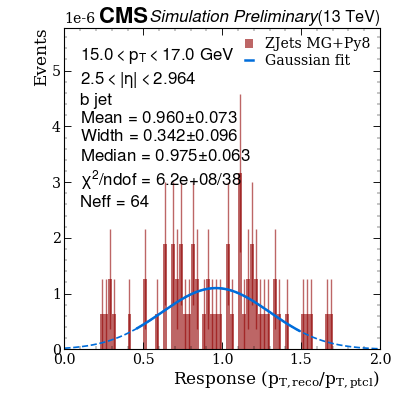 1e-6 CMS Simulation Preliminary (13 TeV)
Events
ZJets MG+Py8
Gaussian fit
15.0 < p_T < 17.0 GeV
2.5 < |η| < 2.964
b jet
Mean = 0.960±0.073
Width = 0.342±0.096
Median = 0.975±0.063
χ²/ndof = 6.2e+08/38
Neff = 64
5
4
3
2
1
0
0.0 0.5 1.0 1.5 2.0
Response (p_T,reco/p_T,ptcl)